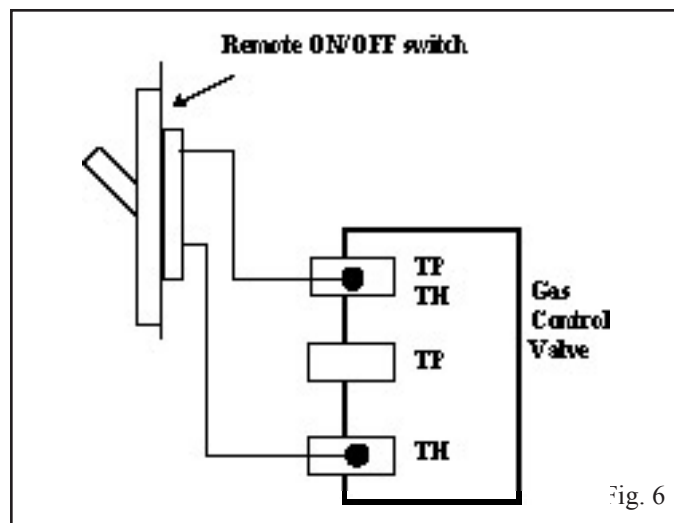 Remote ON/OFF switch
TP
TH
Gas
Control
Valve
TP
TH
Fig. 6